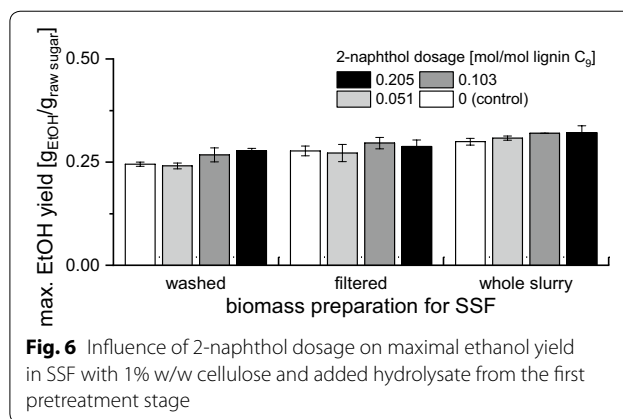 max. EtOH yield [g_EtOH/g_raw sugar]
0.50
0.25
0.00
2-naphthol dosage [mol/mol lignin C₉]
0.205 0.103
0.051 0 (control)
washed filtered whole slurry
biomass preparation for SSF
Fig. 6 Influence of 2-naphthol dosage on maximal ethanol yield
in SSF with 1% w/w cellulose and added hydrolysate from the first
pretreatment stage